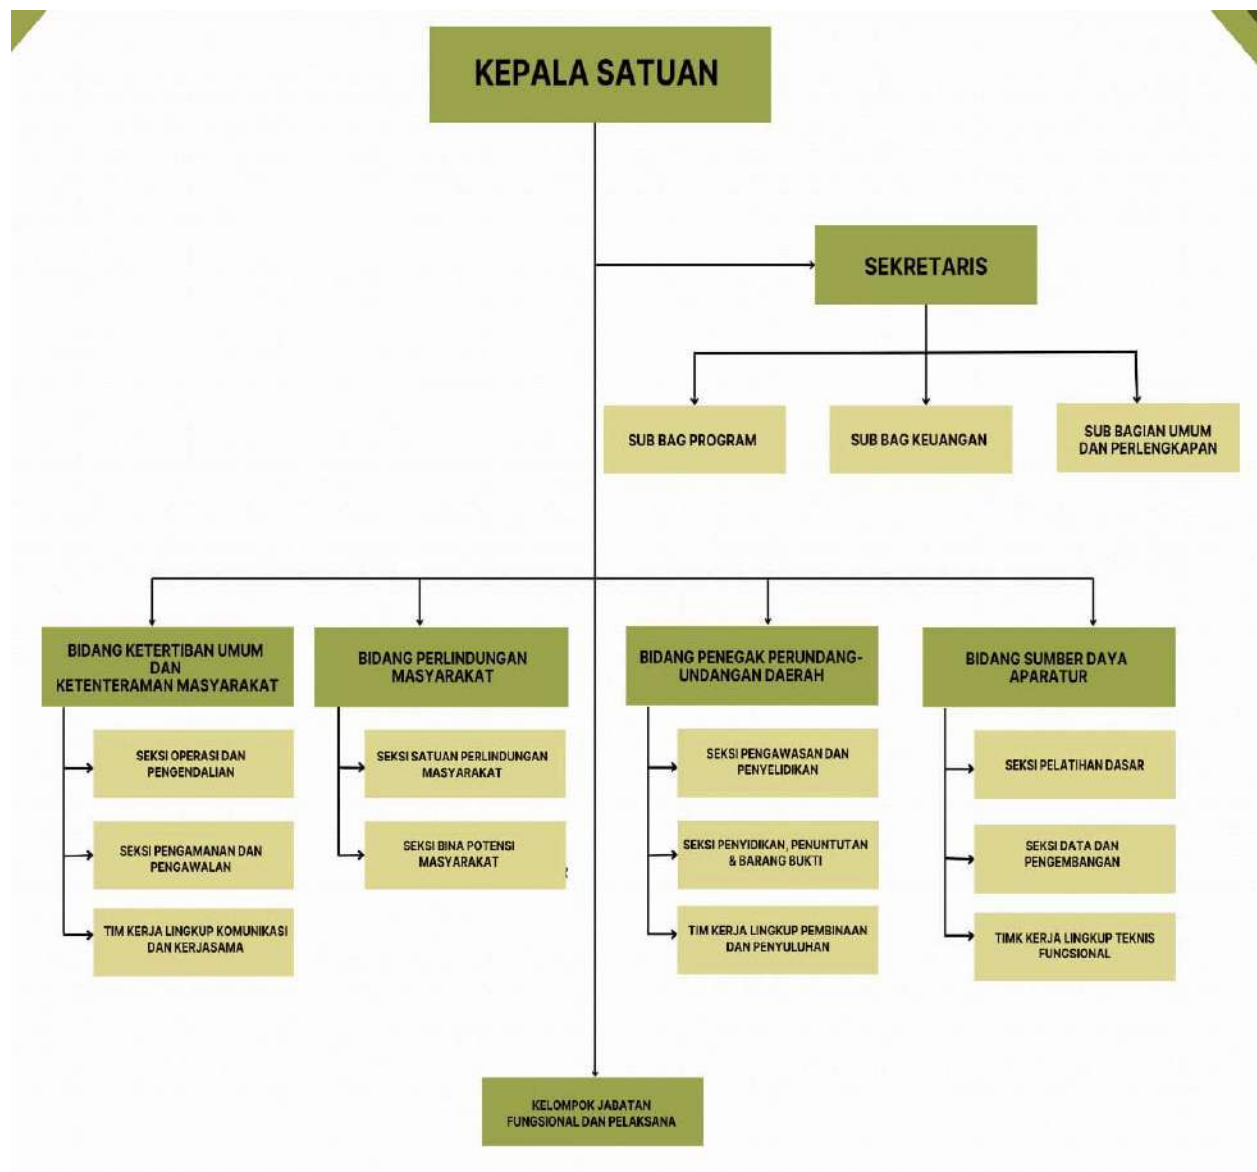 KEPALA SATUAN
SEKRETARIS
SUB BAG PROGRAM
SUB BAG KEUANGAN
SUB BAGIAN UMUM
DAN PERLENGKAPAN
BIDANG KETERTIBAN UMUM
DAN
KETENTERAMAN MASYARAKAT
SEKSI OPERASI DAN
PENGENDALIAN
SEKSI PENGAMANAN DAN
PENGAWALAN
TIM KERJA LINGKUP KOMUNIKASI
DAN KERJASAMA
BIDANG PERLINDUNGAN
MASYARAKAT
SEKSI SATUAN PERLINDUNGAN
MASYARAKAT
SEKSI BINA POTENSI
MASYARAKAT
BIDANG PENEGAK PERUNDANG-
UNDANGAN DAERAH
SEKSI PENGAWASAN DAN
PENYELIDIKAN
SEKSI PENYIDIKAN, PENUNTUTAN
& BARANG BUKTI
TIM KERJA LINGKUP PEMBINAAN
DAN PENYULUHAN
BIDANG SUMBER DAYA
APARATUR
SEKSI PELATIHAN DASAR
SEKSI DATA DAN
PENGEMBANGAN
TIMK KERJA LINGKUP TEKNIS
FUNGSIONAL
KELOMPOK JABATAN
FUNGSIONAL DAN PELAKSANA